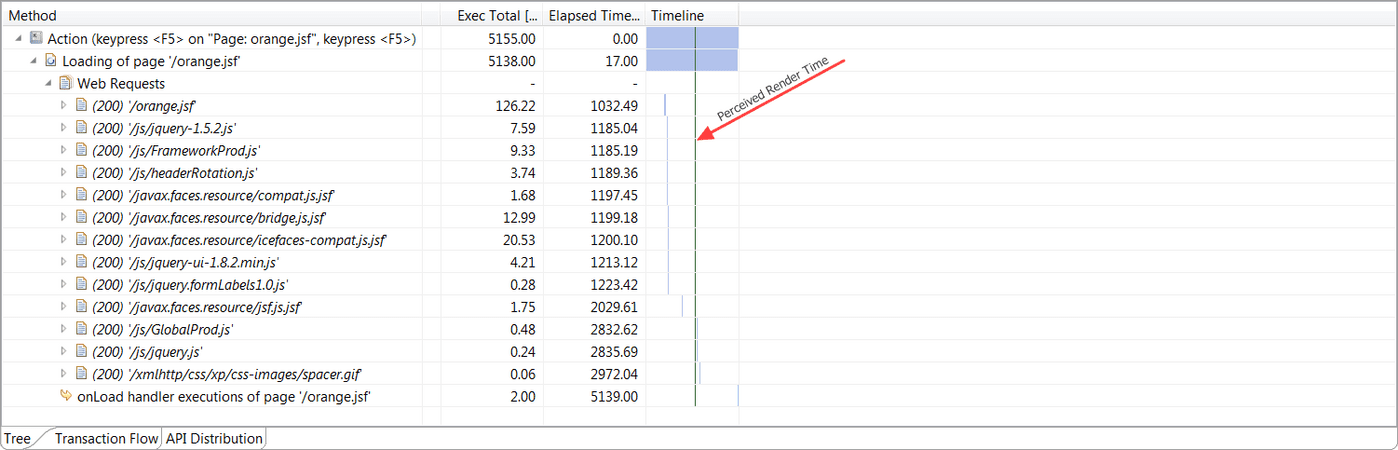 Method Exec Total [... Elapsed Time... Timeline
Action (keypress <F5> on "Page: orange.jsf", keypress <F5>) 5155.00 0.00
Loading of page '/orange.jsf' 5138.00 17.00
Perceived Render Time
Web Requests - -
(200) '/orange.jsf' 126.22 1032.49
(200) '/js/jquery-1.5.2.js' 7.59 1185.04
(200) '/js/FrameworkProd.js' 9.33 1185.19
(200) '/js/headerRotation.js' 3.74 1189.36
(200) '/javax.faces.resource/compat.js.jsf 1.68 1197.45
(200) '/javax.faces.resource/bridge.js.jsf' 12.99 1199.18
(200) '/javax.faces.resource/icefaces-compat.js.jsf' 20.53 1200.10
(200) '/js/jquery-ui-1.8.2.min.js' 4.21 1213.12
(200) '/js/jquery.formLabels1.0.js' 0.28 1223.42
(200) '/javax.faces.resource/jsf.js.jsf' 1.75 2029.61
(200) '/js/GlobalProd.js' 0.48 2832.62
(200) '/js/jquery.js' 0.24 2835.69
(200) '/xmlhttp/css/xp/css-images/spacer.gif' 0.06 2972.04
onLoad handler executions of page '/orange.jsf' 2.00 5139.00
Tree Transaction Flow API Distribution